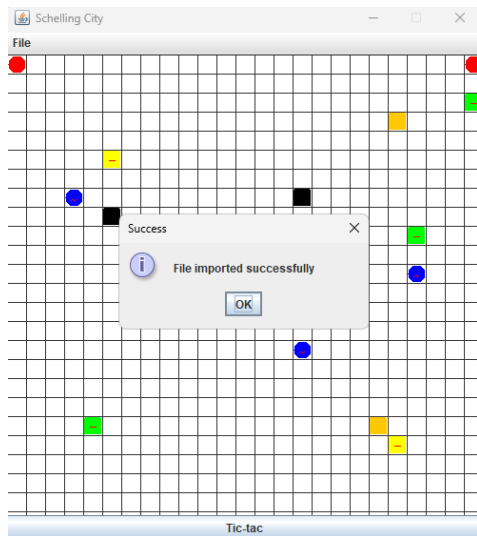 Schelling City
File
Success
File imported successfully
OK
Tic-tac